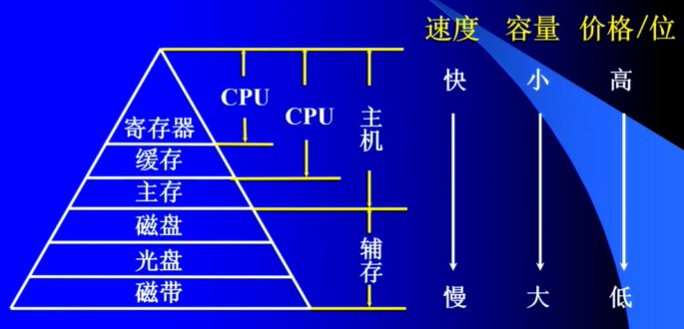 速度 容量 价格/位
快 小 高
CPU
CPU
主机
寄存器
缓存
主存
磁盘
辅存
光盘
磁带
慢 大 低